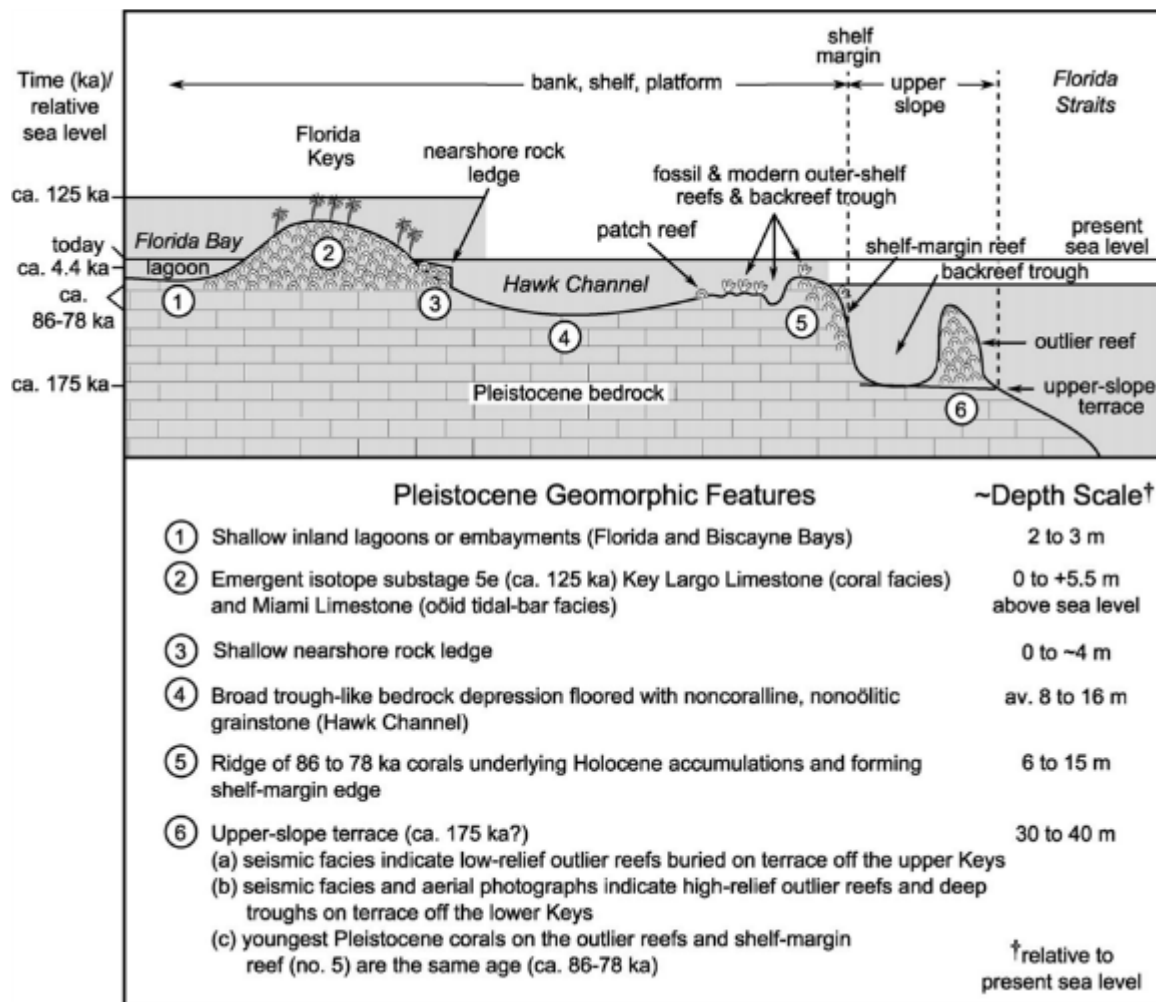 shelf
margin
Time (ka)/
relative
sea level
bank, shelf, platform
upper
slope
Florida
Straits
Florida
Keys
nearshore rock
ledge
fossil & modern outer-shelf
reefs & backreef trough
ca. 125 ka
patch reef
present
sea level
shelf-margin reef
backreef trough
today
Florida Bay
2
ca. 4.4 ka
lagoon
Hawk Channel
ca.
86-78 ka
1
3
4
5
outlier reef
ca. 175 ka
Pleistocene bedrock
6
upper-slope
terrace
Pleistocene Geomorphic Features ~Depth Scale†
1 Shallow inland lagoons or embayments (Florida and Biscayne Bays) 2 to 3 m
2 Emergent isotope substage 5e (ca. 125 ka) Key Largo Limestone (coral facies) 0 to +5.5 m
and Miami Limestone (oöid tidal-bar facies) above sea level
3 Shallow nearshore rock ledge 0 to ~4 m
4 Broad trough-like bedrock depression floored with noncoralline, nonoölitic av. 8 to 16 m
grainstone (Hawk Channel)
5 Ridge of 86 to 78 ka corals underlying Holocene accumulations and forming 6 to 15 m
shelf-margin edge
6 Upper-slope terrace (ca. 175 ka?) 30 to 40 m
(a) seismic facies indicate low-relief outlier reefs buried on terrace off the upper Keys
(b) seismic facies and aerial photographs indicate high-relief outlier reefs and deep
troughs on terrace off the lower Keys
(c) youngest Pleistocene corals on the outlier reefs and shelf-margin
reef (no. 5) are the same age (ca. 86-78 ka)
†relative to
present sea level